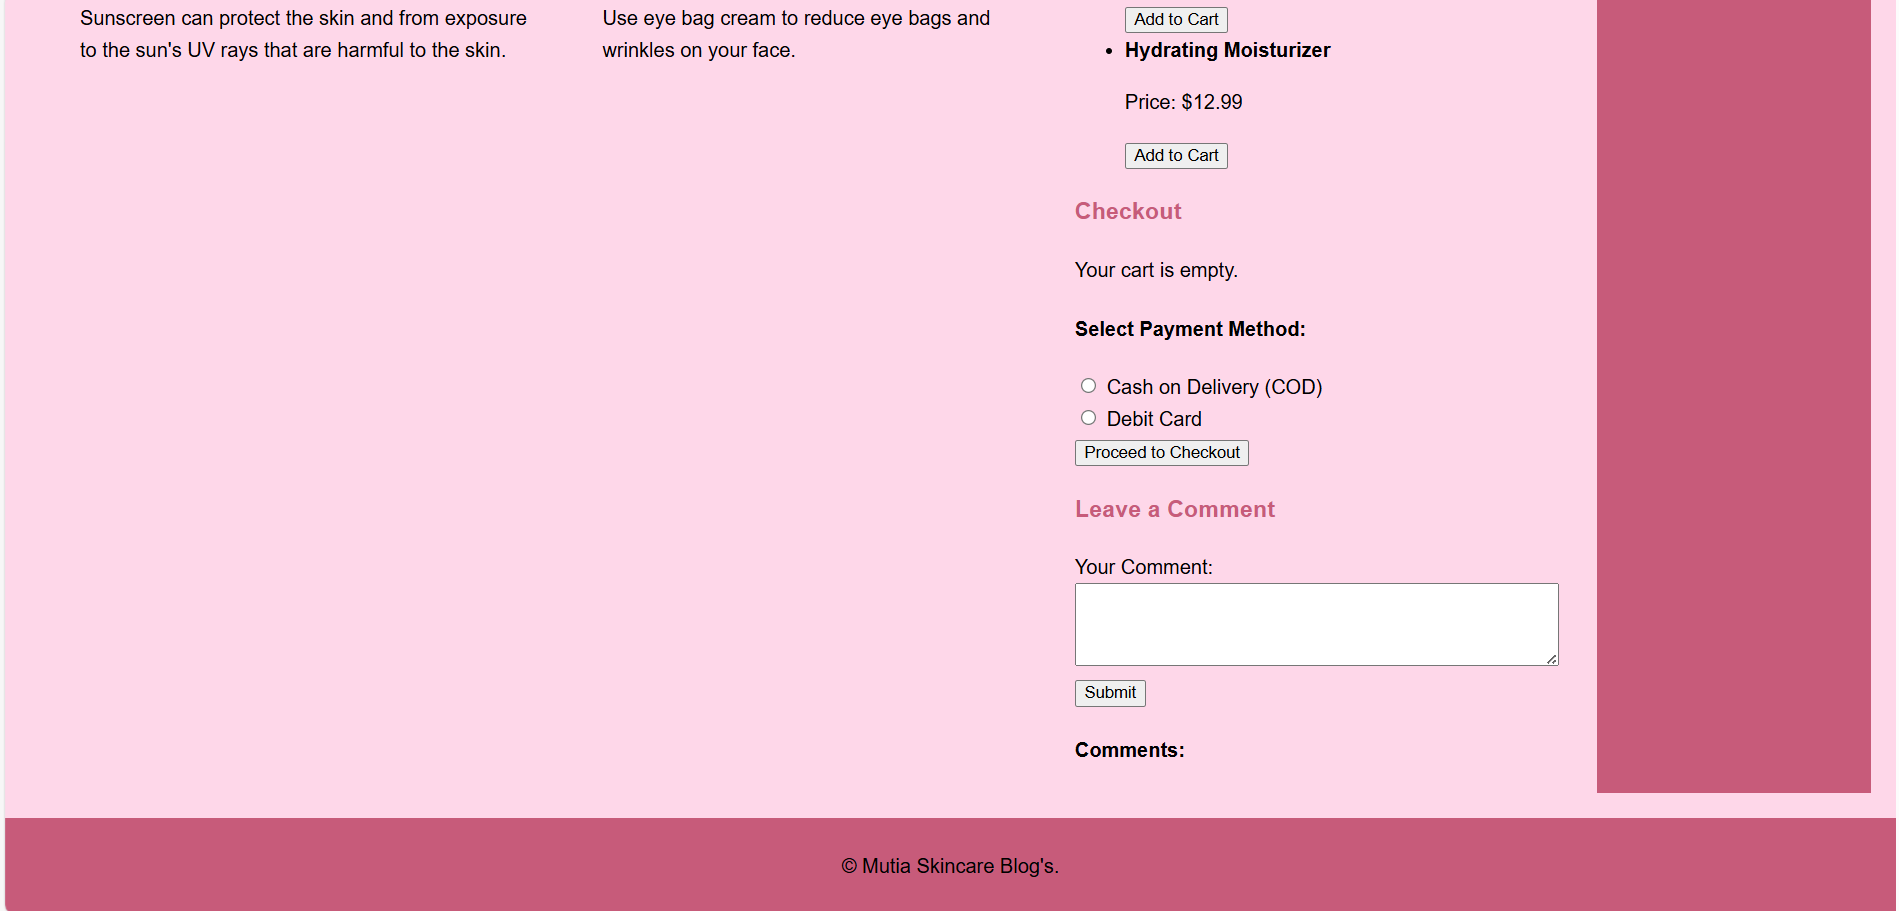 Sunscreen can protect the skin and from exposure
to the sun's UV rays that are harmful to the skin.
Use eye bag cream to reduce eye bags and
wrinkles on your face.
Add to Cart
Hydrating Moisturizer
Price: $12.99
Add to Cart
Checkout
Your cart is empty.
Select Payment Method:
Cash on Delivery (COD)
Debit Card
Proceed to Checkout
Leave a Comment
Your Comment:
Submit
Comments:
© Mutia Skincare Blog's.